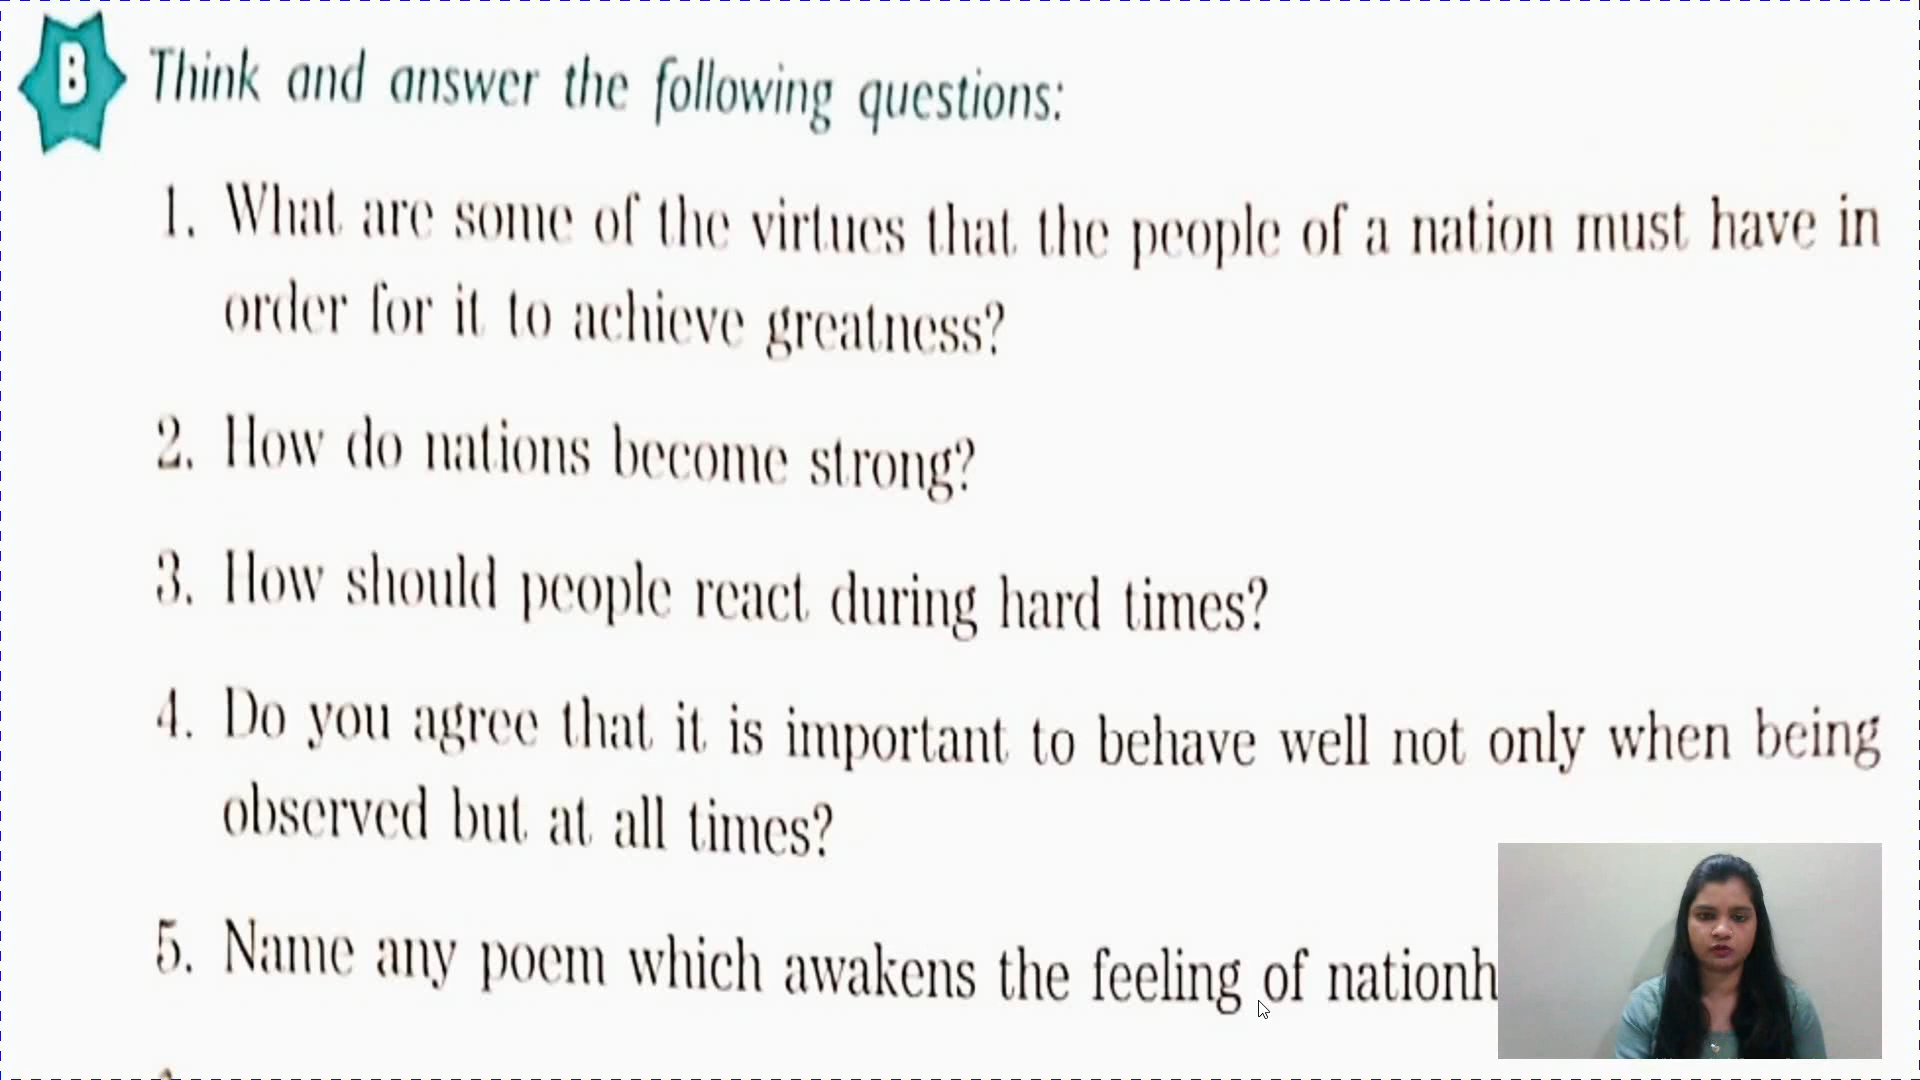 B Think and answer the following questions:
1. What are some of the virtues that the people of a nation must have in
order for it to achieve greatness?
2. How do nations become strong?
3. How should people react during hard times?
4. Do you agree that it is important to behave well not only when being
observed but at all times?
5. Name any poem which awakens the feeling of